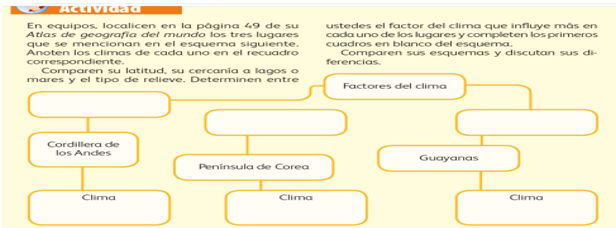 Actividad
En equipos, localicen en la página 49 de su
Atlas de geografía del mundo los tres lugares
que se mencionan en el esquema siguiente.
Anoten los climas de cada uno en el recuadro
correspondiente.
Comparen su latitud, su cercanía a lagos o
mares y el tipo de relieve. Determinen entre
ustedes el factor del clima que influye más en
cada uno de los lugares y completen los primeros
cuadros en blanco del esquema.
Comparen sus esquemas y discutan sus di-
ferencias.
Factores del clima
Cordillera de
los Andes
Península de Corea
Guayanas
Clima
Clima
Clima